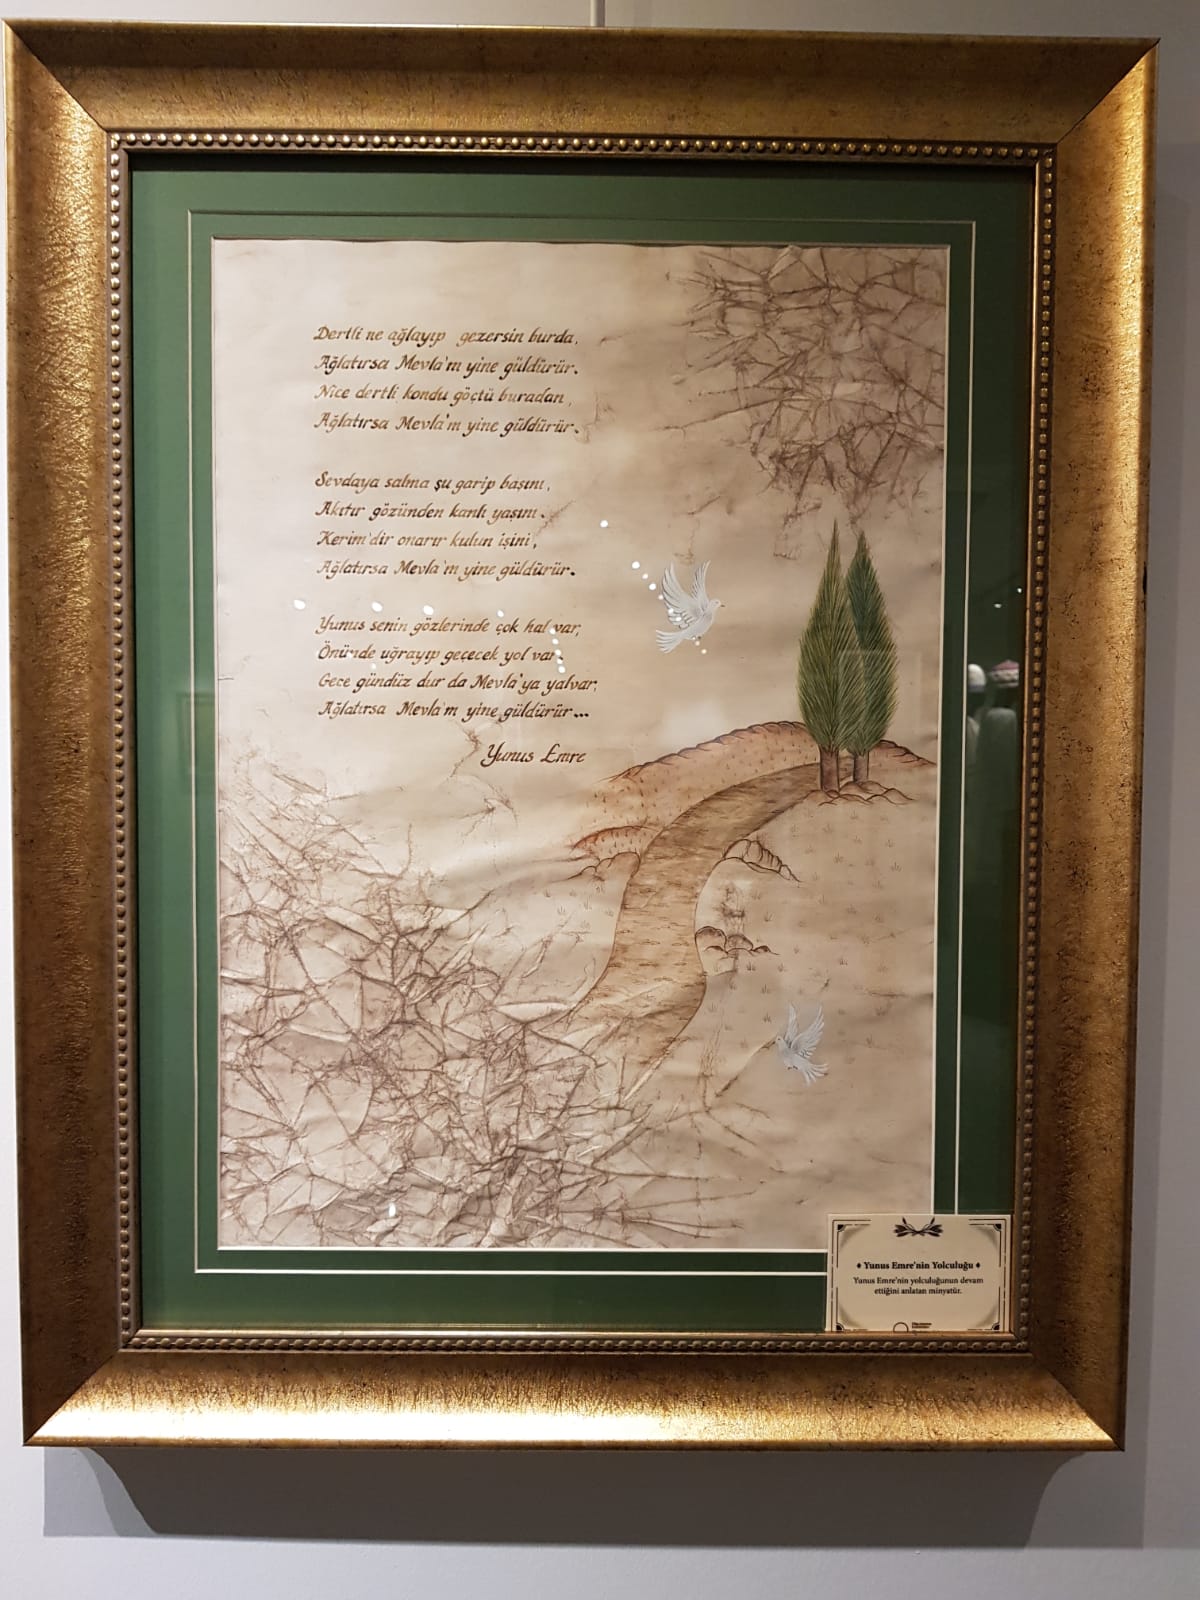 Dertli ne ağlayıp gezersin burda,
Ağlatırsa Mevla'm yine güldürür.
Nice dertli kondu göçtü buradan,
Ağlatırsa Mevla'm yine güldürür.
Sevdaya salma şu garip başını,
Akıtır gözünden kanlı yaşını.
Kerim'dir onarır kulun işini,
Ağlatırsa Mevla'm yine güldürür.
Yunus senin gözlerinde çok hal var,
Önünde uğrayıp geçecek yol var
Gece gündüz dur da Mevla'ya yalvar,
Ağlatırsa Mevla'm yine güldürür...
Yunus Emre
♦ Yunus Emre'nin Yolculuğu ♦
Yunus Emre'nin yolculuğunun devam
ettiğini anlatan minyatür.